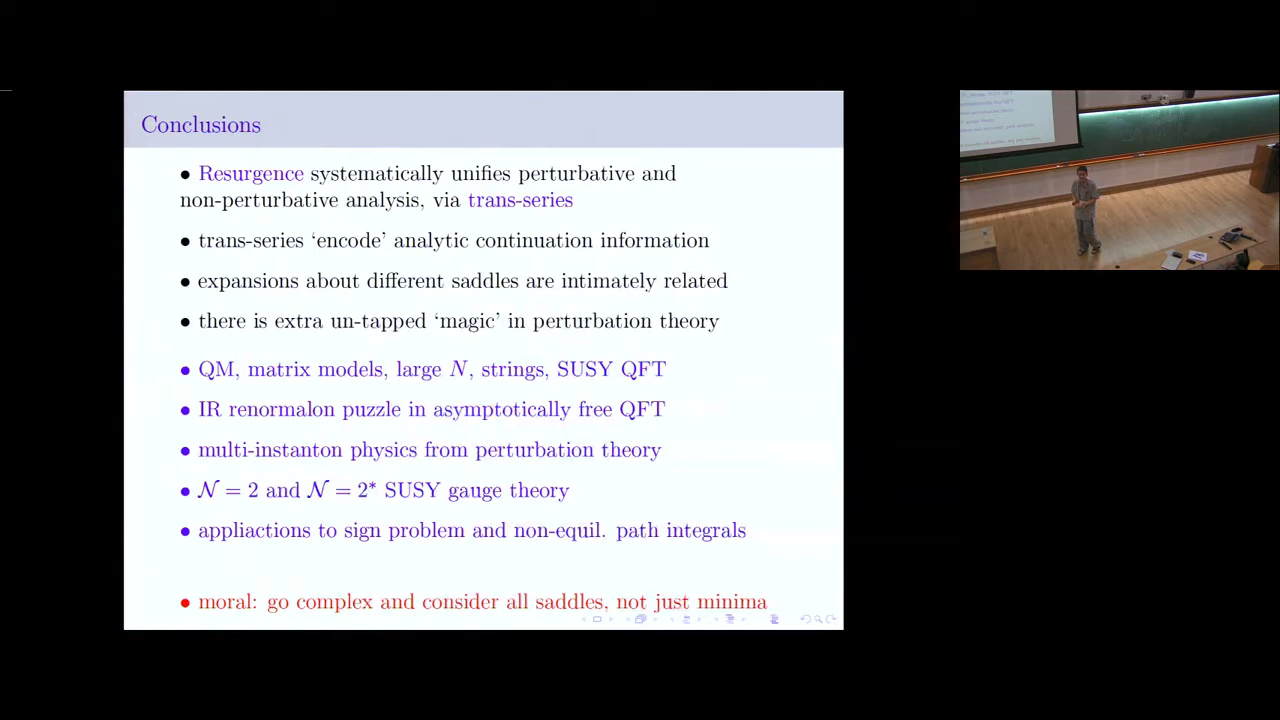 Conclusions
• Resurgence systematically unifies perturbative and
non-perturbative analysis, via trans-series
• trans-series ‘encode’ analytic continuation information
• expansions about different saddles are intimately related
• there is extra un-tapped ‘magic’ in perturbation theory
• QM, matrix models, large N, strings, SUSY QFT
• IR renormalon puzzle in asymptotically free QFT
• multi-instanton physics from perturbation theory
• 𝒩 = 2 and 𝒩 = 2* SUSY gauge theory
• appliactions to sign problem and non-equil. path integrals
• moral: go complex and consider all saddles, not just minima